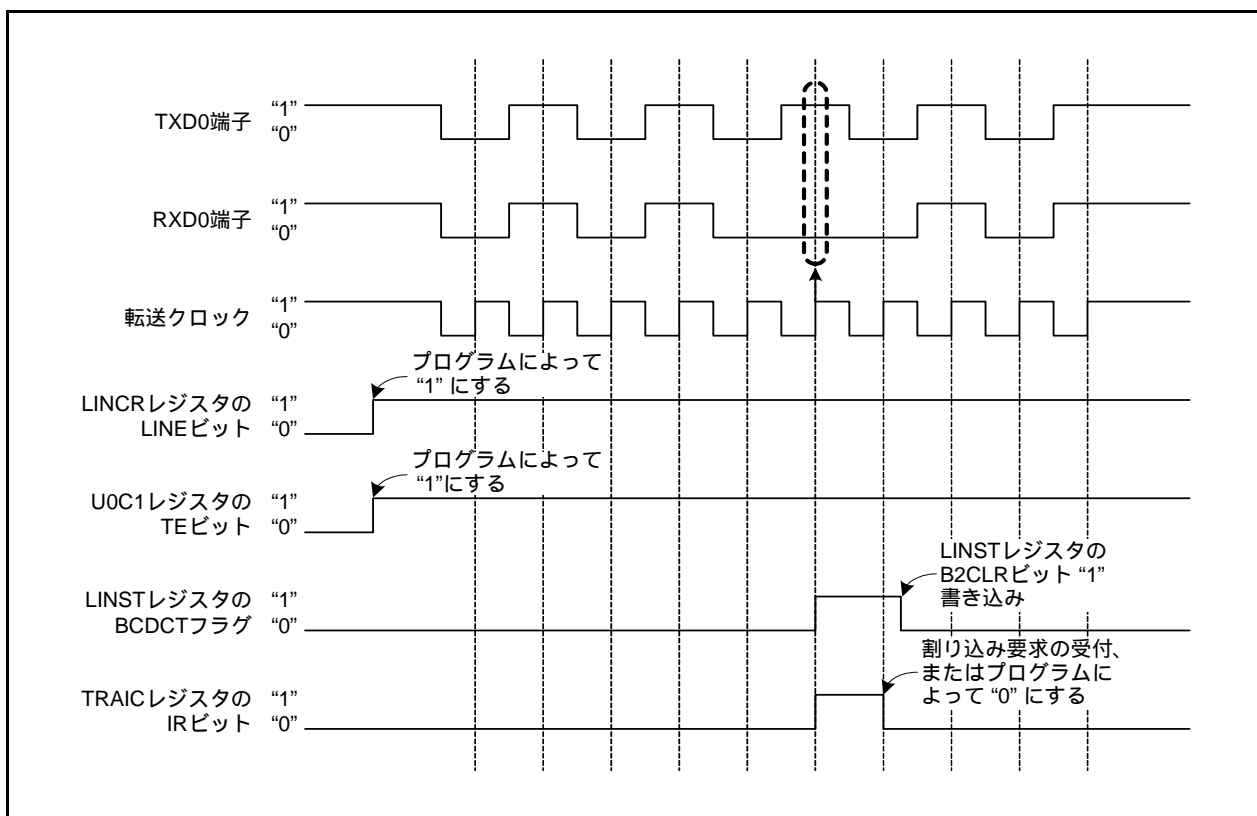 TXD0端子 “1”
“0”
RXD0端子 “1”
“0”
転送クロック “1”
“0”
プログラムによって
“1” にする
LINCRレジスタの “1”
LINEビット “0”
プログラムによって
“1”にする
U0C1レジスタの “1”
TEビット “0”
LINSTレジスタの
B2CLRビット “1”
書き込み
LINSTレジスタの “1”
BCDCTフラグ “0”
割り込み要求の受付、
またはプログラムに
よって “0” にする
TRAICレジスタの “1”
IRビット “0”